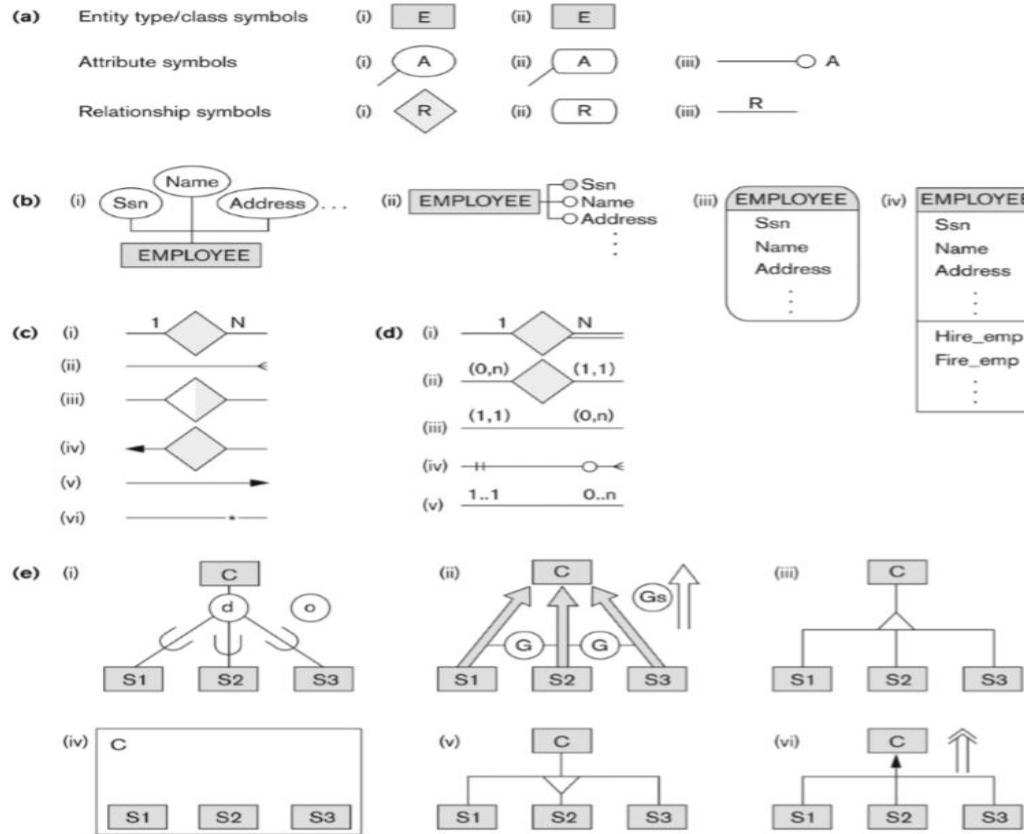 (a) Entity type/class symbols (i) E (ii) E
Attribute symbols (i) A (ii) A (iii) A
Relationship symbols (i) R (ii) R (iii) R
(b) (i) Ssn Name Address . . .
EMPLOYEE
(ii) EMPLOYEE Ssn
Name
Address
(iii) EMPLOYEE
Ssn
Name
Address
(iv) EMPLOYEE
Ssn
Name
Address
Hire_emp
Fire_emp
(c) (i) 1 N
(ii)
(iii)
(iv)
(v)
(vi) *
(d) (i) 1 N
(ii) (0,n) (1,1)
(iii) (1,1) (0,n)
(iv)
(v) 1..1 0..n
(e) (i) C
d o
S1 S2 S3
(ii) C
Gs
G G
S1 S2 S3
(iii) C
S1 S2 S3
(iv) C
S1 S2 S3
(v) C
S1 S2 S3
(vi) C
S1 S2 S3